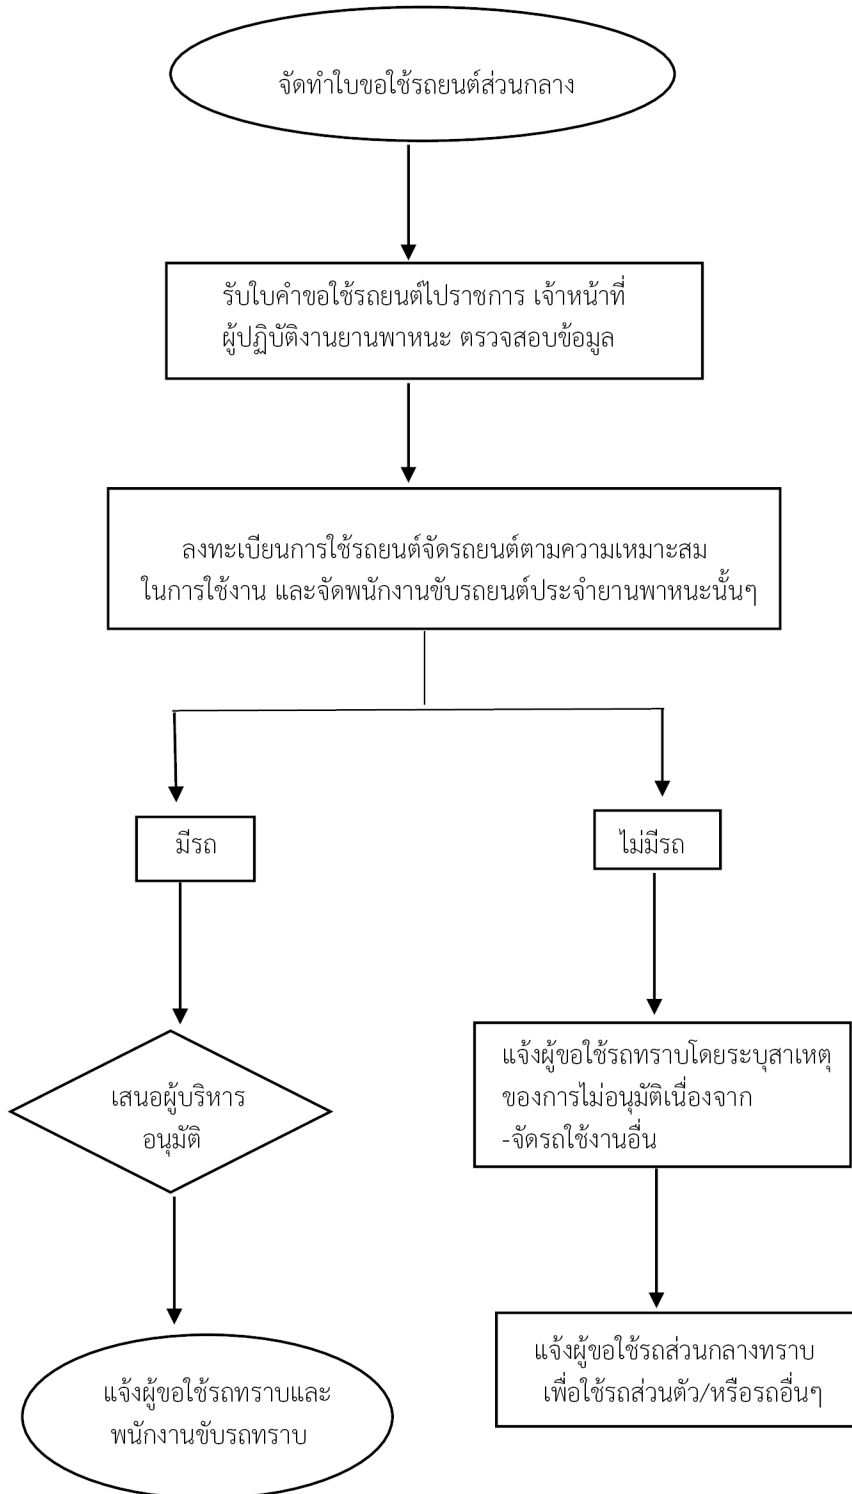 จัดทำใบขอใช้รถยนต์ส่วนกลาง
รับใบคำขอใช้รถยนต์ไปราชการ เจ้าหน้าที่
ผู้ปฏิบัติงานยานพาหนะ ตรวจสอบข้อมูล
ลงทะเบียนการใช้รถยนต์จัดรถยนต์ตามความเหมาะสม
ในการใช้งาน และจัดพนักงานขับรถยนต์ประจำยานพาหนะนั้นๆ
มีรถ
ไม่มีรถ
เสนอผู้บริหาร
อนุมัติ
แจ้งผู้ขอใช้รถทราบโดยระบุสาเหตุ
ของการไม่อนุมัติเนื่องจาก
-จัดรถใช้งานอื่น
แจ้งผู้ขอใช้รถทราบและ
พนักงานขับรถทราบ
แจ้งผู้ขอใช้รถส่วนกลางทราบ
เพื่อใช้รถส่วนตัว/หรือรถอื่นๆ